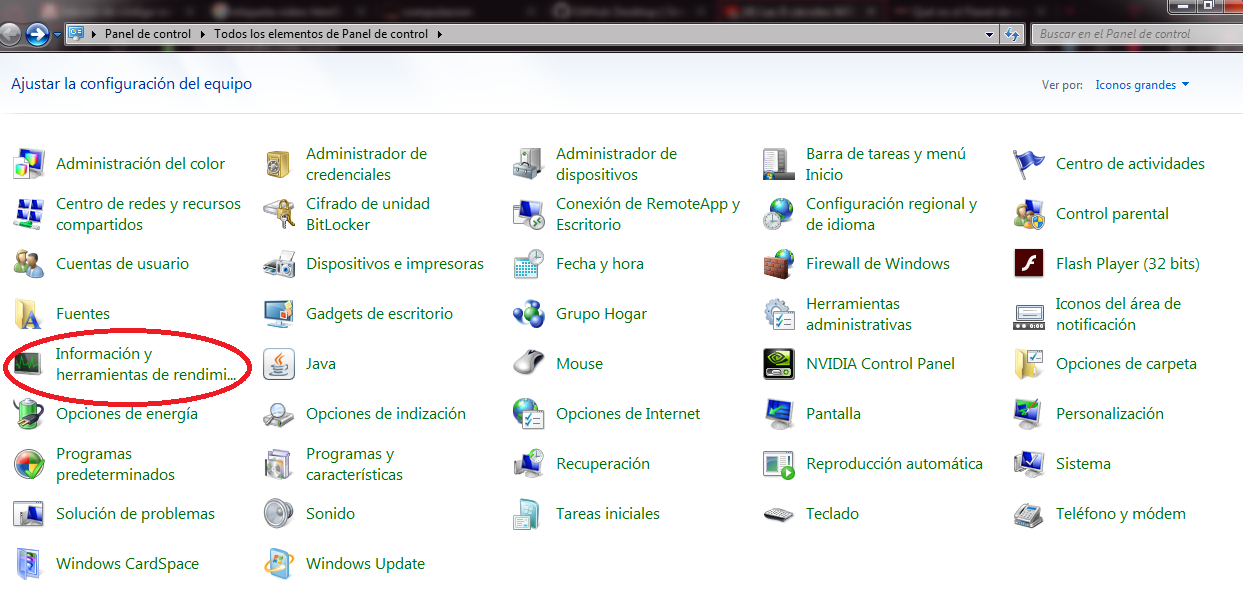 Panel de control Todos los elementos de Panel de control
Buscar en el Panel de control
Ajustar la configuración del equipo
Ver por: Iconos grandes
Administración del color
Administrador de
credenciales
Administrador de
dispositivos
Barra de tareas y menú
Inicio
Centro de actividades
Centro de redes y recursos
compartidos
Cifrado de unidad
BitLocker
Conexión de RemoteApp y
Escritorio
Configuración regional y
de idioma
Control parental
Cuentas de usuario
Dispositivos e impresoras
Fecha y hora
Firewall de Windows
Flash Player (32 bits)
Fuentes
Gadgets de escritorio
Grupo Hogar
Herramientas
administrativas
Iconos del área de
notificación
Información y
herramientas de rendimi...
Java
Mouse
NVIDIA Control Panel
Opciones de carpeta
Opciones de energía
Opciones de indización
Opciones de Internet
Pantalla
Personalización
Programas
predeterminados
Programas y
características
Recuperación
Reproducción automática
Sistema
Solución de problemas
Sonido
Tareas iniciales
Teclado
Teléfono y módem
Windows CardSpace
Windows Update